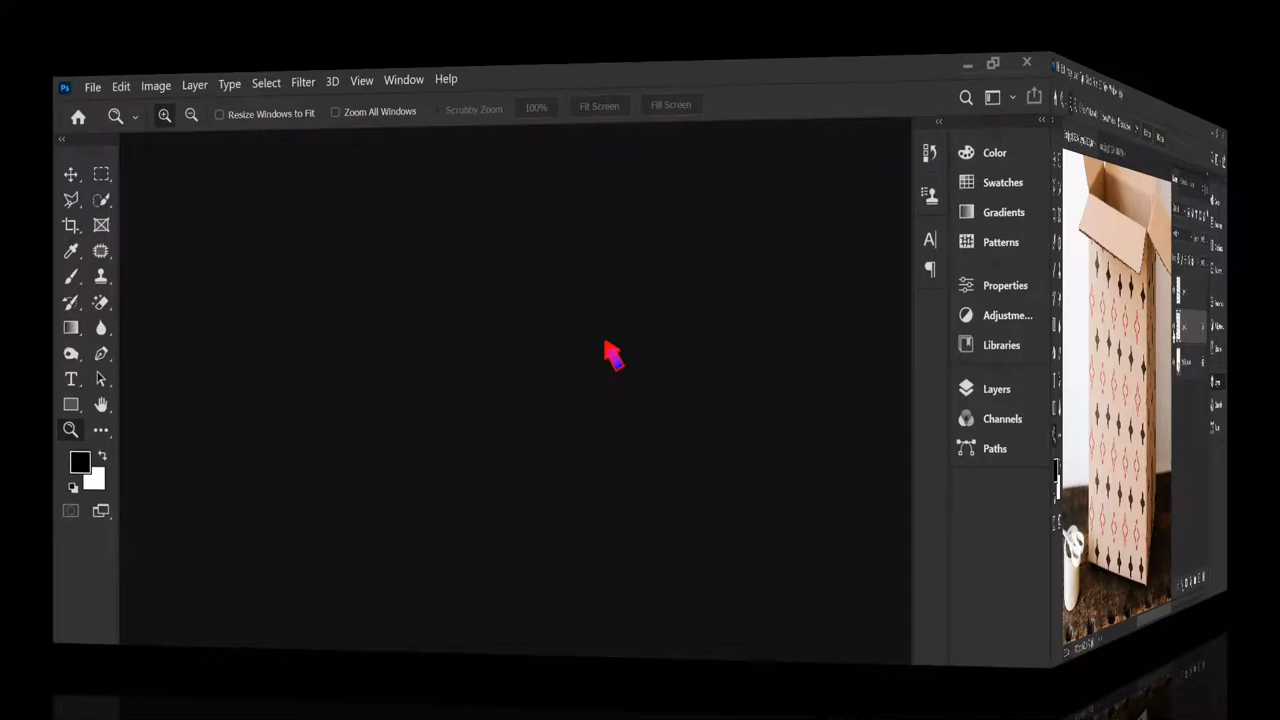 Ps File Edit Image Layer Type Select Filter 3D View Window Help
Resize Windows to Fit Zoom All Windows Scrubby Zoom 100% Fit Screen Fill Screen
Color
Swatches
Gradients
Patterns
Properties
Adjustme...
Libraries
Layers
Channels
Paths